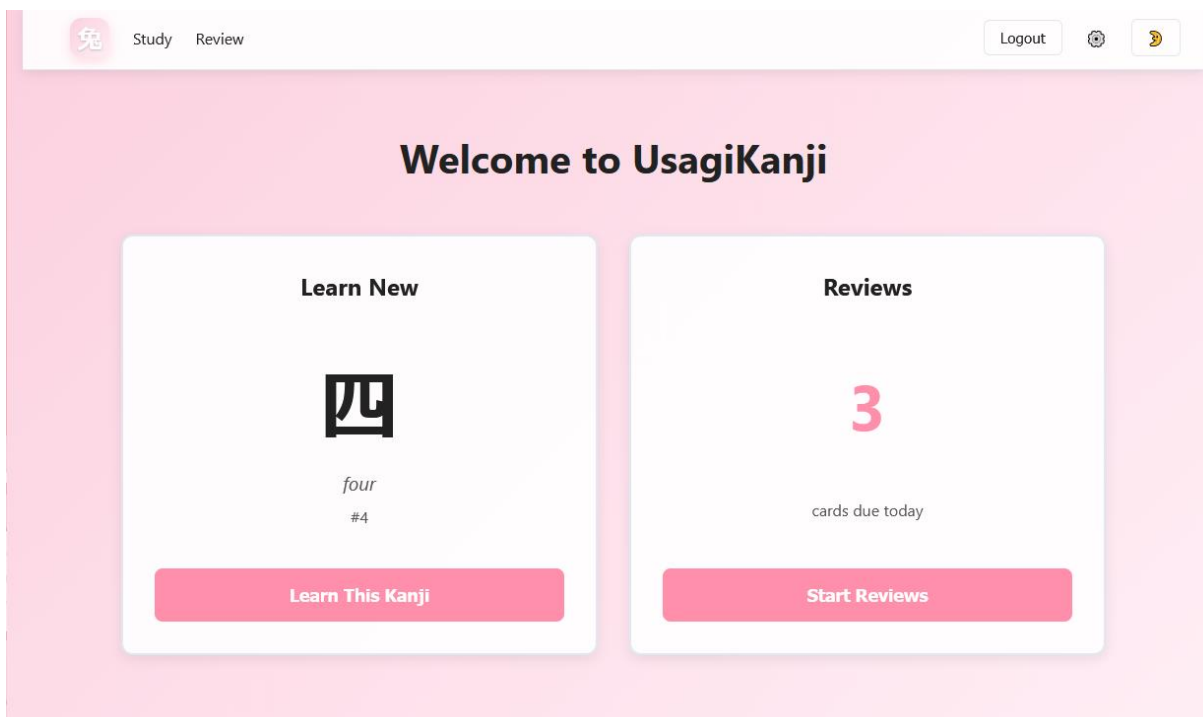 兔 Study Review Logout
Welcome to UsagiKanji
Learn New
四
four
#4
Learn This Kanji
Reviews
3
cards due today
Start Reviews